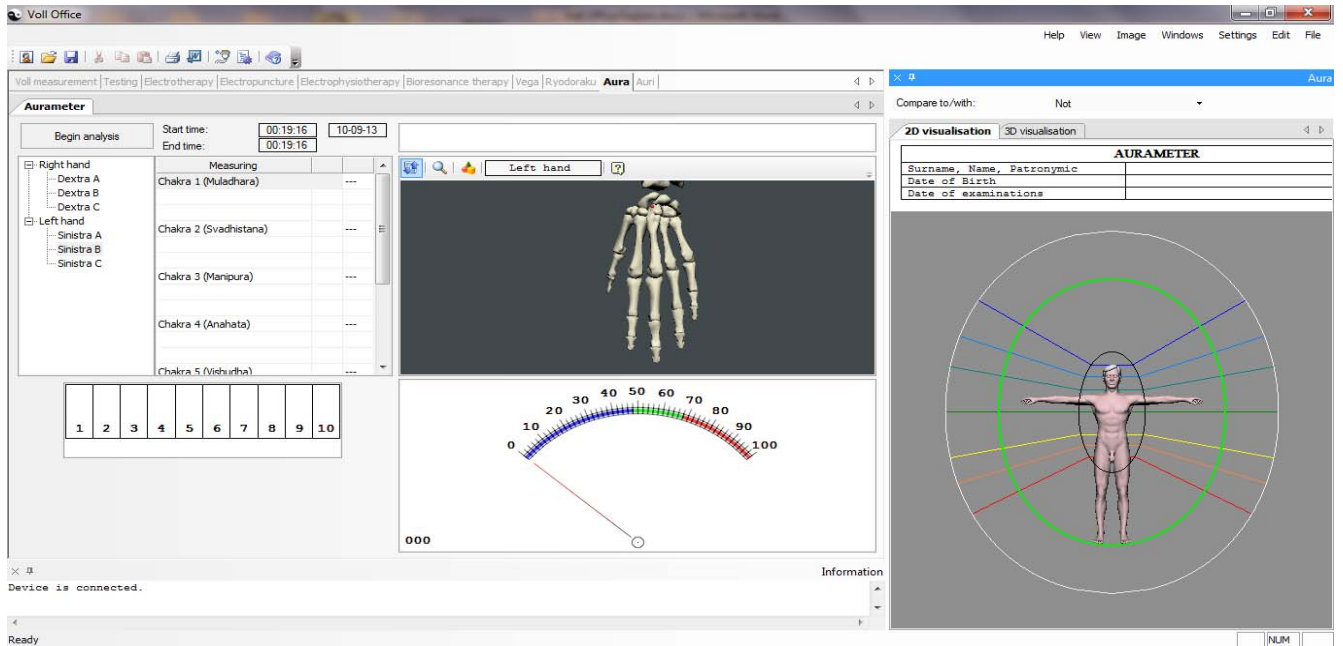 Voll Office
Help View Image Windows Settings Edit File
Voll measurement Testing Electrotherapy Electropuncture Electrophysiotherapy Bioresonance therapy Vega Ryodoraku Aura Auri
Aura
Aurameter
Compare to/with: Not
Begin analysis
Start time: 00:19:16 10-09-13
End time: 00:19:16
2D visualisation 3D visualisation
AURAMETER
Surname, Name, Patronymic
Date of Birth
Date of examinations
Right hand
Dextra A
Dextra B
Dextra C
Left hand
Sinistra A
Sinistra B
Sinistra C
Measuring
Chakra 1 (Muladhara) ---
Chakra 2 (Svadhistana) ---
Chakra 3 (Manipura) ---
Chakra 4 (Anahata) ---
Chakra 5 (Vishudha) ---
Left hand
1 2 3 4 5 6 7 8 9 10
0 10 20 30 40 50 60 70 80 90 100
000
Information
Device is connected.
Ready
NUM